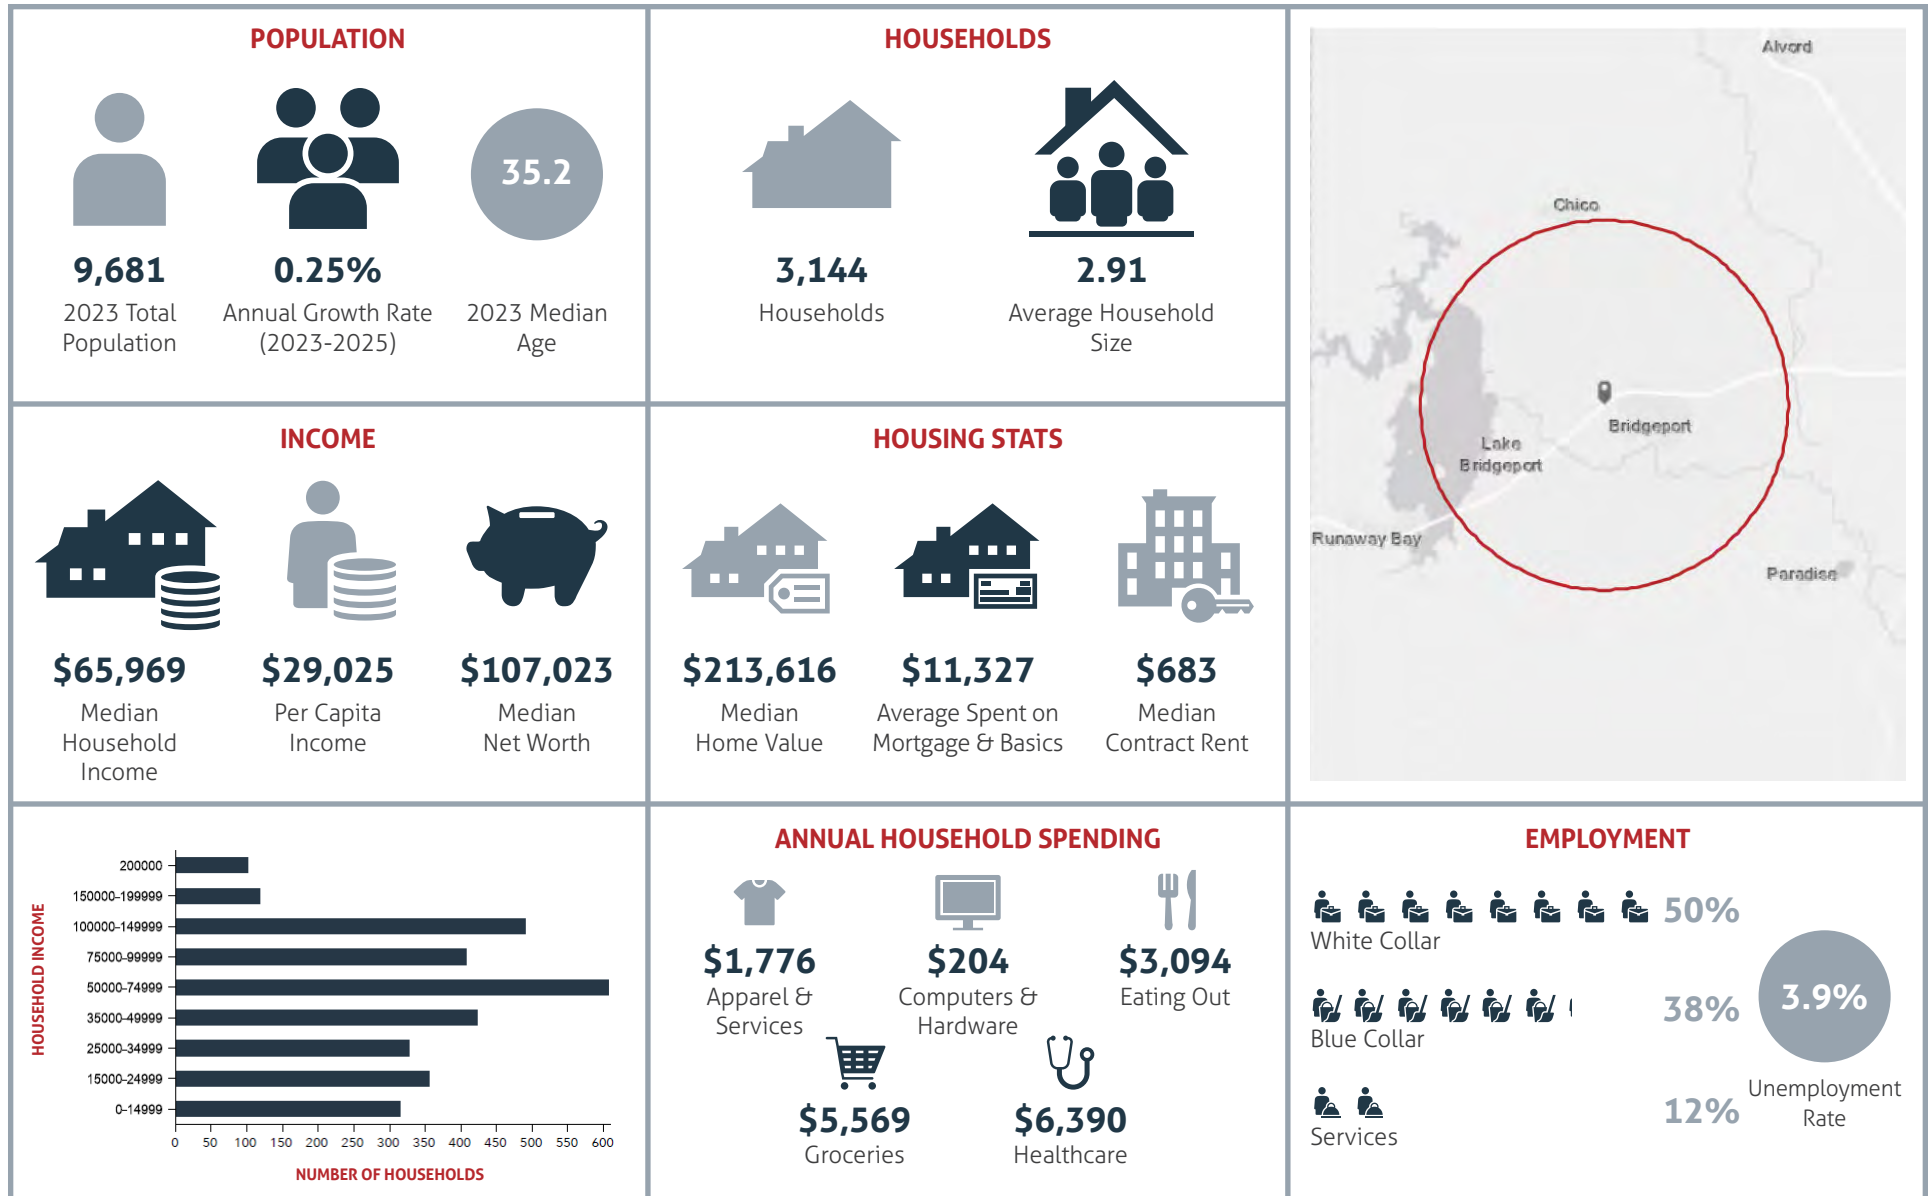 POPULATION
35.2
9,681
0.25%
2023 Total
Population
Annual Growth Rate
(2023-2025)
2023 Median
Age
HOUSEHOLDS
3,144
2.91
Households
Average Household
Size
Alvord
Chico
Bridgeport
Lake
Bridgeport
Runaway Bay
Paradise
INCOME
$65,969
$29,025
$107,023
Median
Household
Income
Per Capita
Income
Median
Net Worth
HOUSING STATS
$213,616
$11,327
$683
Median
Home Value
Average Spent on
Mortgage & Basics
Median
Contract Rent
HOUSEHOLD INCOME
200000
150000-199999
100000-149999
75000-99999
50000-74999
35000-49999
25000-34999
15000-24999
0-14999
0 50 100 150 200 250 300 350 400 450 500 550 600
NUMBER OF HOUSEHOLDS
ANNUAL HOUSEHOLD SPENDING
$1,776
$204
$3,094
Apparel &
Services
Computers &
Hardware
Eating Out
$5,569
$6,390
Groceries
Healthcare
EMPLOYMENT
50%
White Collar
38%
Blue Collar
12%
Services
3.9%
Unemployment
Rate